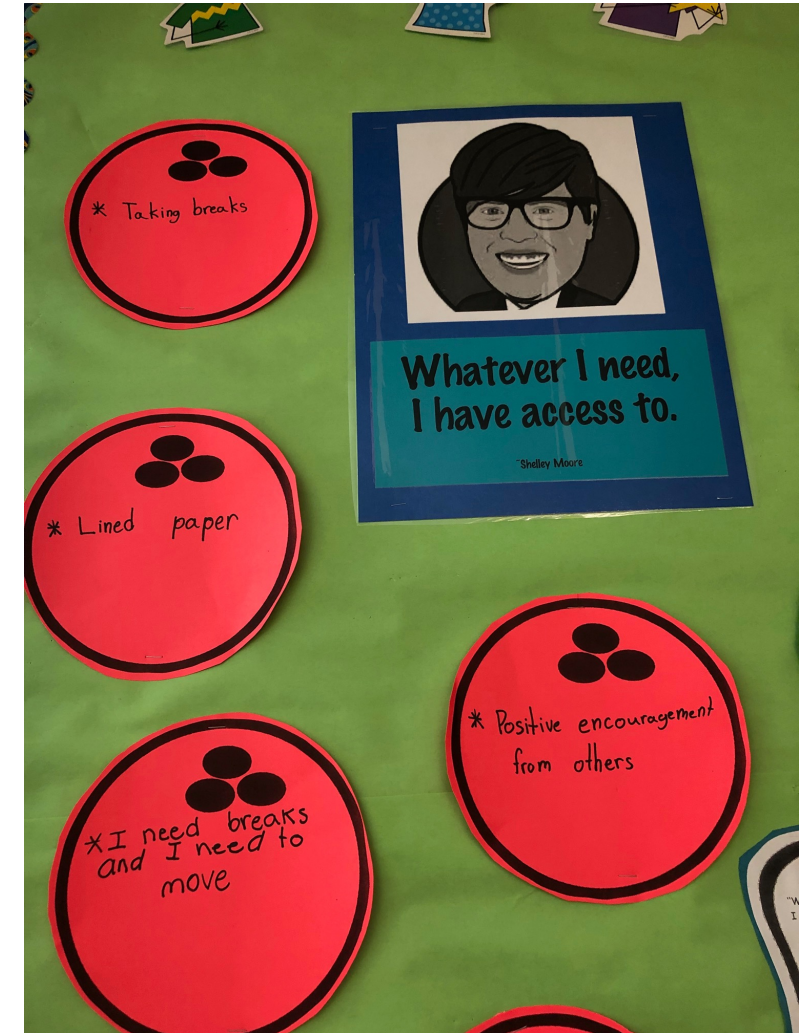 * Taking breaks
Whatever I need,
I have access to.
~Shelley Moore
* Lined paper
* Positive encouragement
from others
* I need breaks
and I need to
move
"W
I